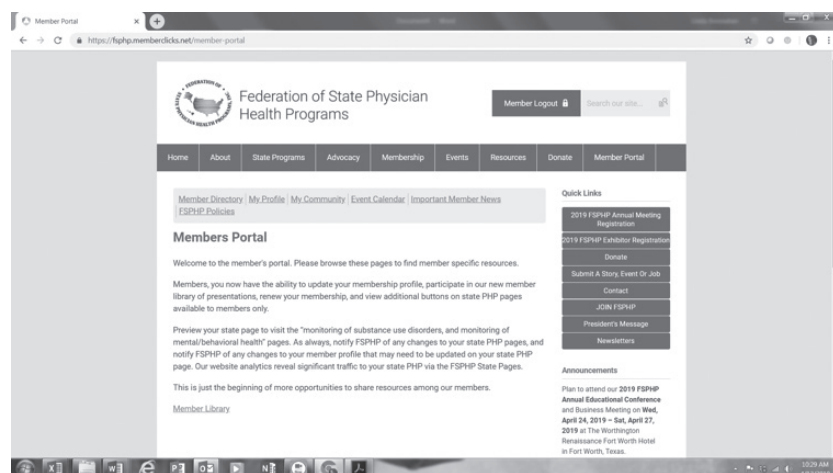 Member Portal
https://fsphp.memberclicks.net/member-portal
FEDERATION OF
STATE PHYSICIAN HEALTH PROGRAMS
Federation of State Physician
Health Programs
Member Logout
Search our site...
Home About State Programs Advocacy Membership Events Resources Donate Member Portal
Member Directory My Profile My Community Event Calendar Important Member News
FSPHP Policies
Members Portal
Welcome to the member's portal. Please browse these pages to find member specific resources.
Members, you now have the ability to update your membership profile, participate in our new member
library of presentations, renew your membership, and view additional buttons on state PHP pages
available to members only.
Preview your state page to visit the "monitoring of substance use disorders, and monitoring of
mental/behavioral health" pages. As always, notify FSPHP of any changes to your state PHP pages, and
notify FSPHP of any changes to your member profile that may need to be updated on your state PHP
page. Our website analytics reveal significant traffic to your state PHP via the FSPHP State Pages.
This is just the beginning of more opportunities to share resources among our members.
Member Library
Quick Links
2019 FSPHP Annual Meeting
Registration
2019 FSPHP Exhibitor Registration
Donate
Submit A Story, Event Or Job
Contact
JOIN FSPHP
President's Message
Newsletters
Announcements
Plan to attend our 2019 FSPHP
Annual Educational Conference
and Business Meeting on Wed,
April 24, 2019 – Sat, April 27,
2019 at The Worthington
Renaissance Fort Worth Hotel
in Fort Worth, Texas.
10:29 AM